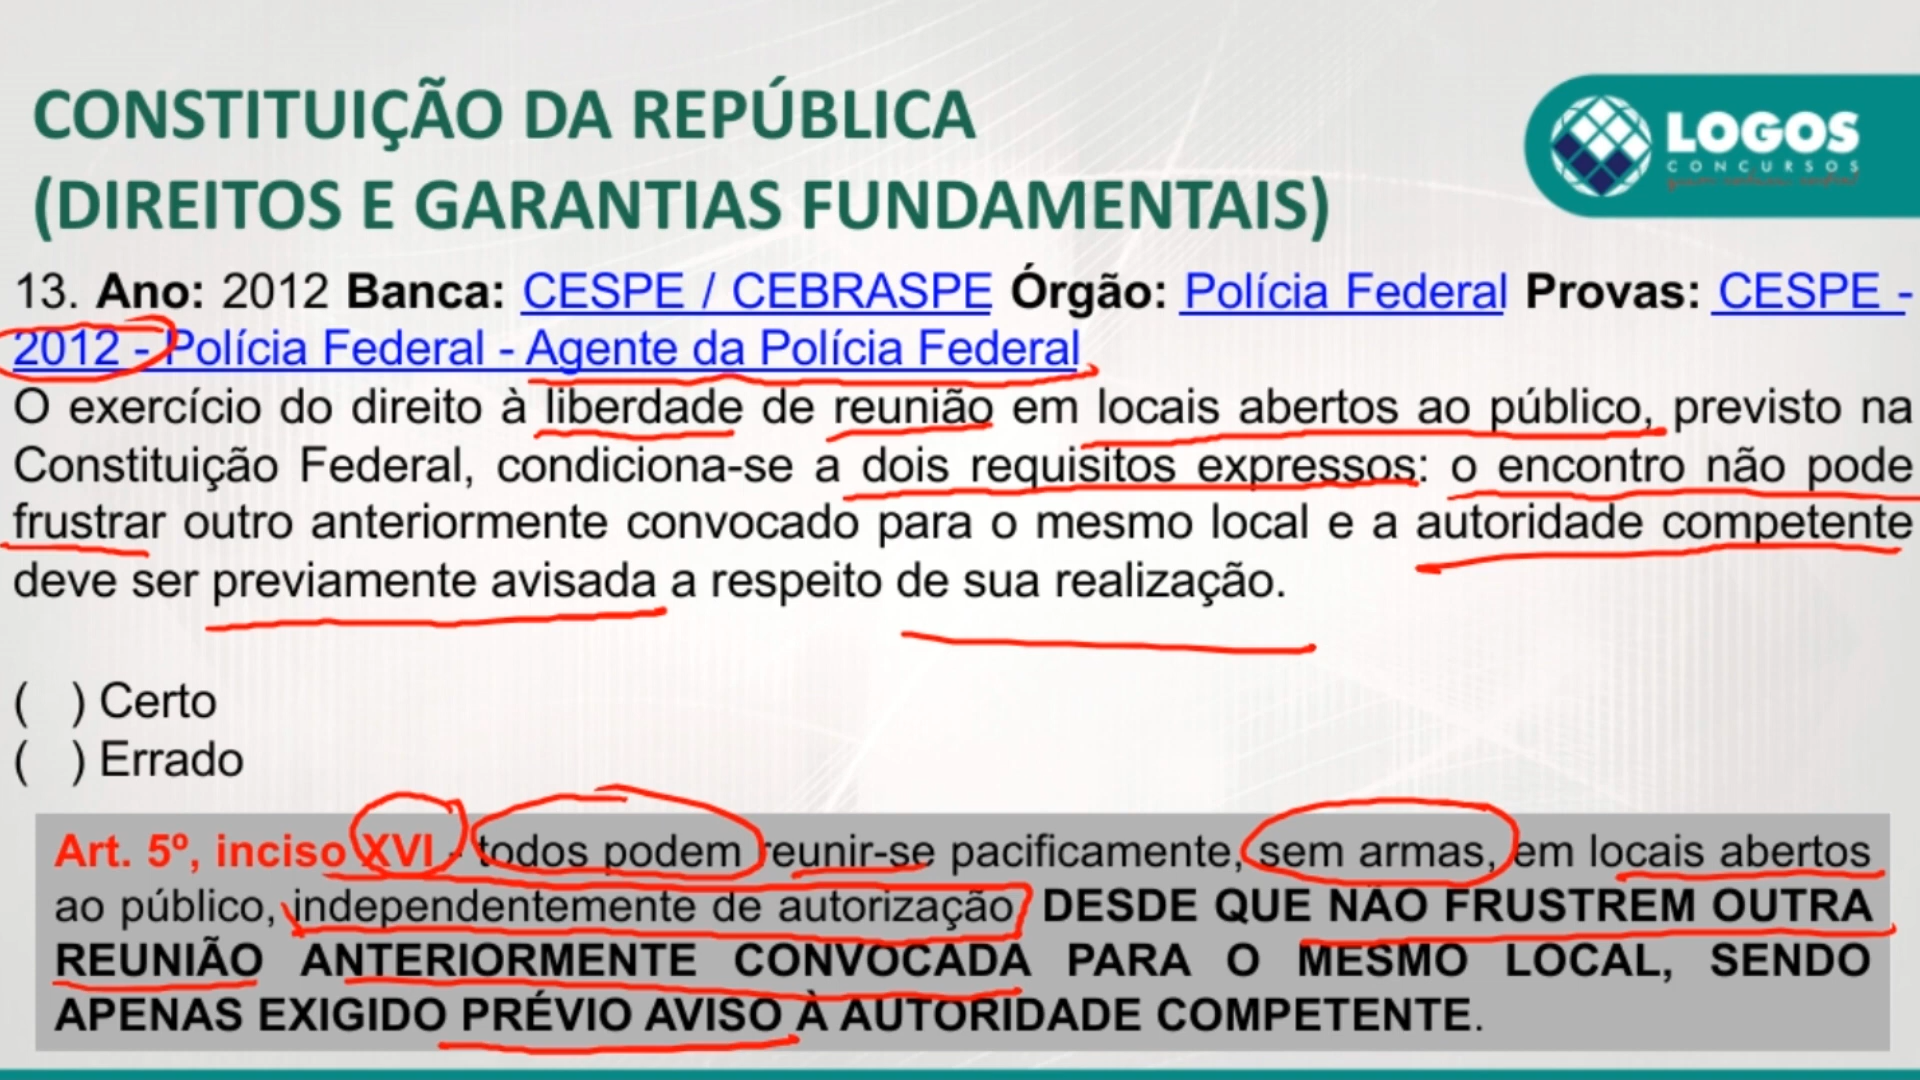 CONSTITUIÇÃO DA REPÚBLICA
(DIREITOS E GARANTIAS FUNDAMENTAIS)
LOGOS
CONCURSOS
13. Ano: 2012 Banca: CESPE / CEBRASPE Órgão: Polícia Federal Provas: CESPE -
2012 - Polícia Federal - Agente da Polícia Federal
O exercício do direito à liberdade de reunião em locais abertos ao público, previsto na
Constituição Federal, condiciona-se a dois requisitos expressos: o encontro não pode
frustrar outro anteriormente convocado para o mesmo local e a autoridade competente
deve ser previamente avisada a respeito de sua realização.
( ) Certo
( ) Errado
Art. 5º, inciso XVI - todos podem reunir-se pacificamente, sem armas, em locais abertos
ao público, independentemente de autorização, DESDE QUE NÃO FRUSTREM OUTRA
REUNIÃO ANTERIORMENTE CONVOCADA PARA O MESMO LOCAL, SENDO
APENAS EXIGIDO PRÉVIO AVISO À AUTORIDADE COMPETENTE.